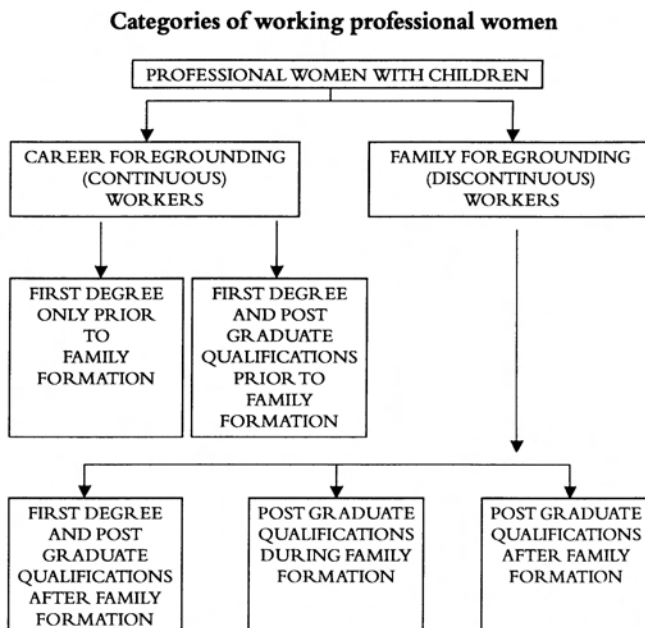 Categories of working professional women
PROFESSIONAL WOMEN WITH CHILDREN
CAREER FOREGROUNDING
(CONTINUOUS)
WORKERS
FAMILY FOREGROUNDING
(DISCONTINUOUS)
WORKERS
FIRST DEGREE
ONLY PRIOR
TO
FAMILY
FORMATION
FIRST DEGREE
AND POST
GRADUATE
QUALIFICATIONS
PRIOR TO
FAMILY
FORMATION
FIRST DEGREE
AND POST
GRADUATE
QUALIFICATIONS
AFTER FAMILY
FORMATION
POST GRADUATE
QUALIFICATIONS
DURING FAMILY
FORMATION
POST GRADUATE
QUALIFICATIONS
AFTER FAMILY
FORMATION